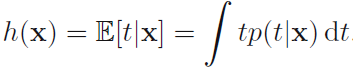 h(𝐱) = 𝔼[t|𝐱] = ∫ tp(t|𝐱) dt.